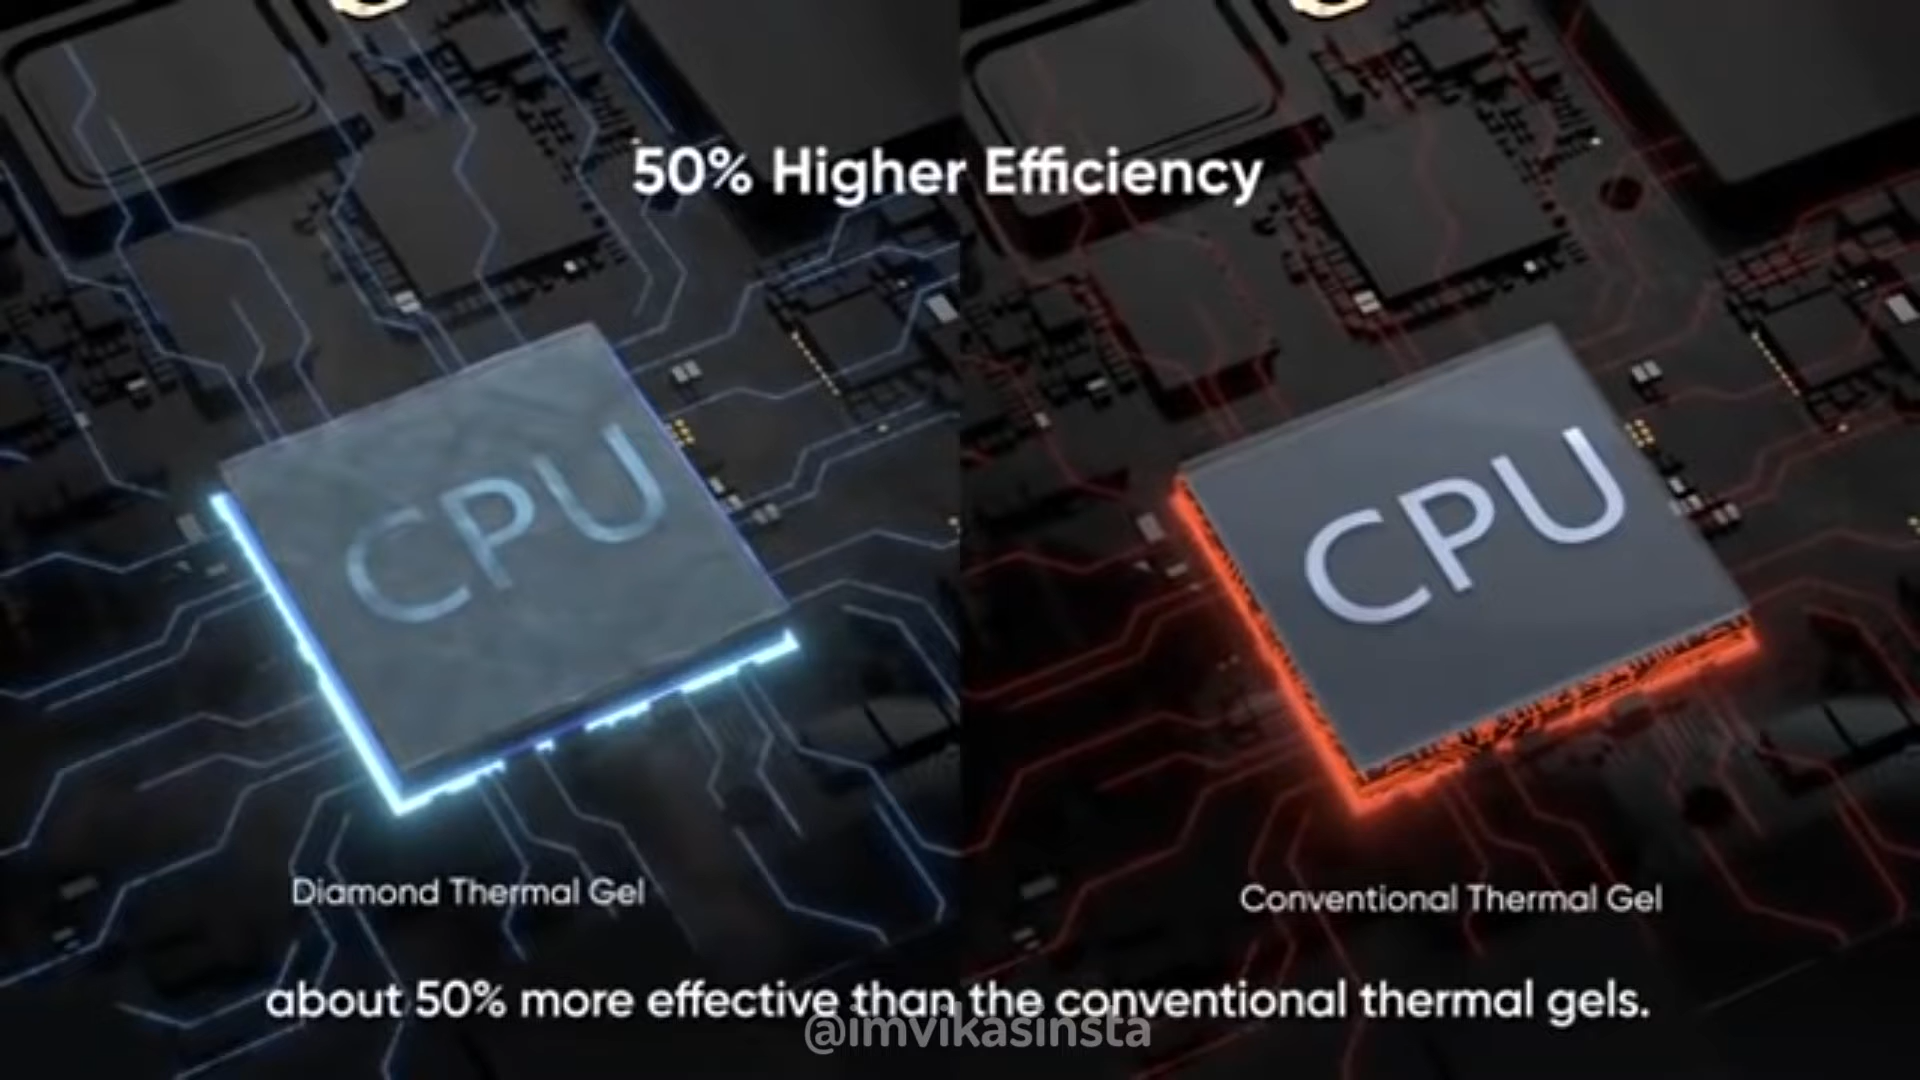 50% Higher Efficiency
CPU
CPU
Diamond Thermal Gel
Conventional Thermal Gel
about 50% more effective than the conventional thermal gels.
@imvikasinsta